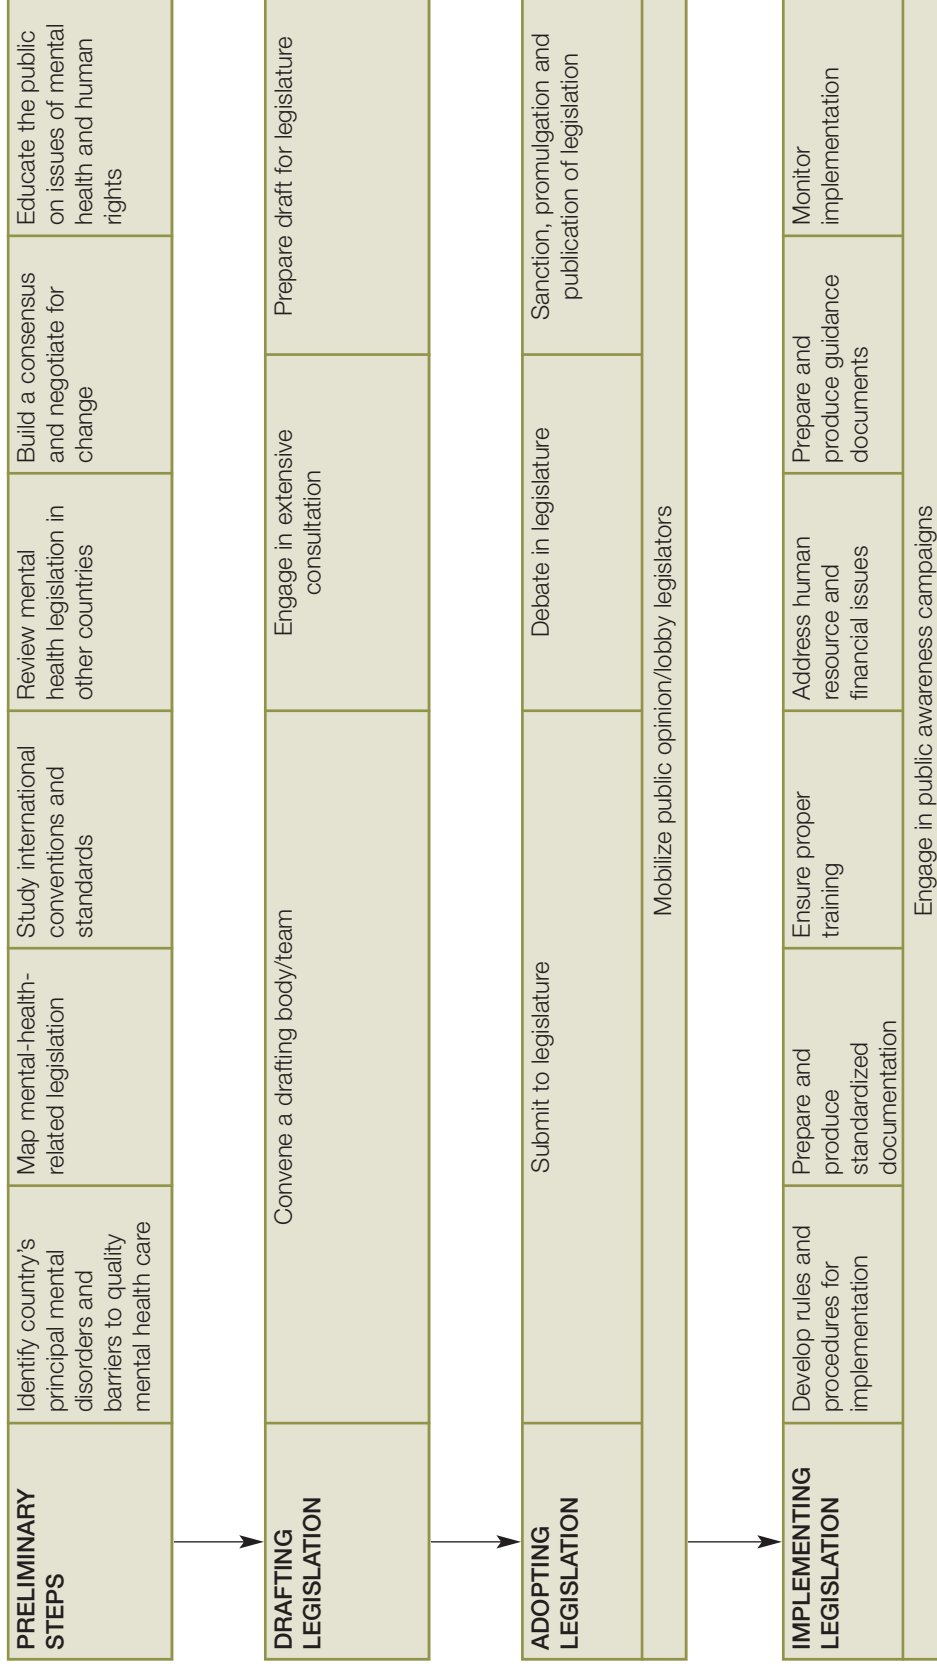 PRELIMINARY
STEPS
Identify country's
principal mental
disorders and
barriers to quality
mental health care
Map mental-health-
related legislation
Study international
conventions and
standards
Review mental
health legislation in
other countries
Build a consensus
and negotiate for
change
Educate the public
on issues of mental
health and human
rights
DRAFTING
LEGISLATION
Convene a drafting body/team
Engage in extensive
consultation
Prepare draft for legislature
ADOPTING
LEGISLATION
Submit to legislature
Debate in legislature
Sanction, promulgation and
publication of legislation
Mobilize public opinion/lobby legislators
IMPLEMENTING
LEGISLATION
Develop rules and
procedures for
implementation
Prepare and
produce
standardized
documentation
Ensure proper
training
Address human
resource and
financial issues
Prepare and
produce guidance
documents
Monitor
implementation
Engage in public awareness campaigns